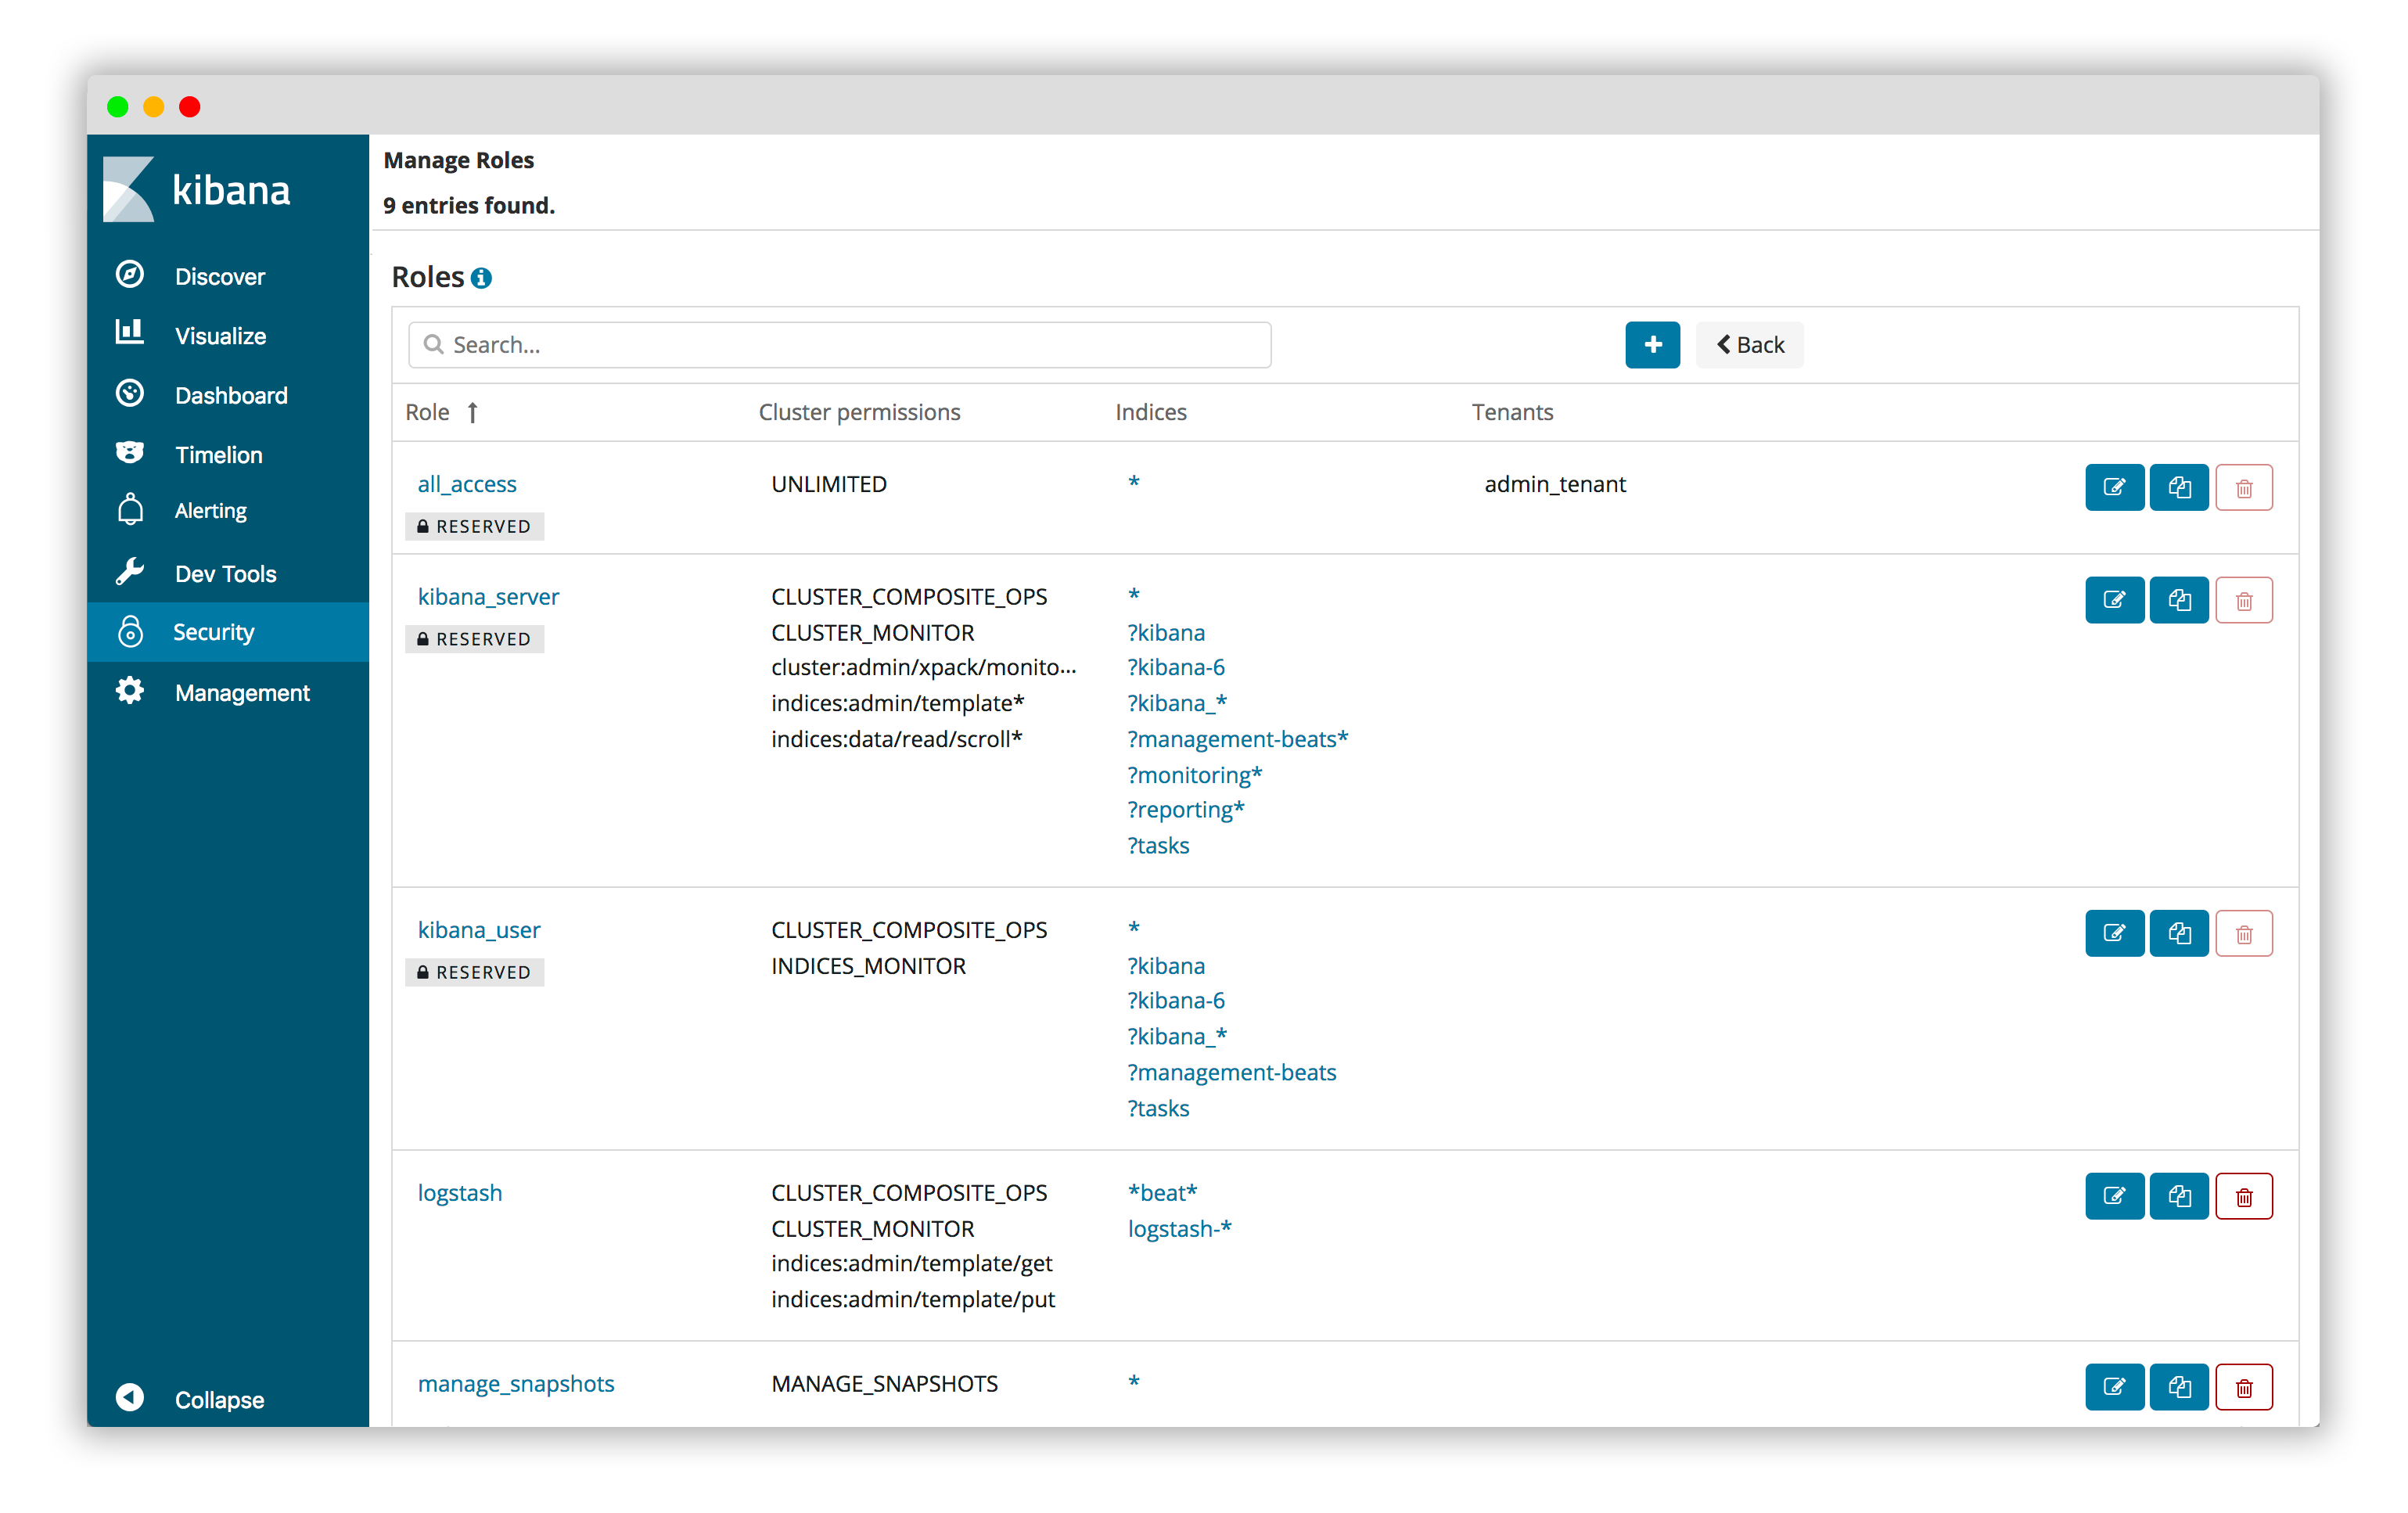 kibana
Discover
Visualize
Dashboard
Timelion
Alerting
Dev Tools
Security
Management
Collapse
Manage Roles
9 entries found.
Roles
Search...
Back
Role Cluster permissions Indices Tenants
all_access UNLIMITED * admin_tenant
RESERVED
kibana_server CLUSTER_COMPOSITE_OPS *
RESERVED CLUSTER_MONITOR ?kibana
cluster:admin/xpack/monito... ?kibana-6
indices:admin/template* ?kibana_*
indices:data/read/scroll* ?management-beats*
?monitoring*
?reporting*
?tasks
kibana_user CLUSTER_COMPOSITE_OPS *
RESERVED INDICES_MONITOR ?kibana
?kibana-6
?kibana_*
?management-beats
?tasks
logstash CLUSTER_COMPOSITE_OPS *beat*
CLUSTER_MONITOR logstash-*
indices:admin/template/get
indices:admin/template/put
manage_snapshots MANAGE_SNAPSHOTS *